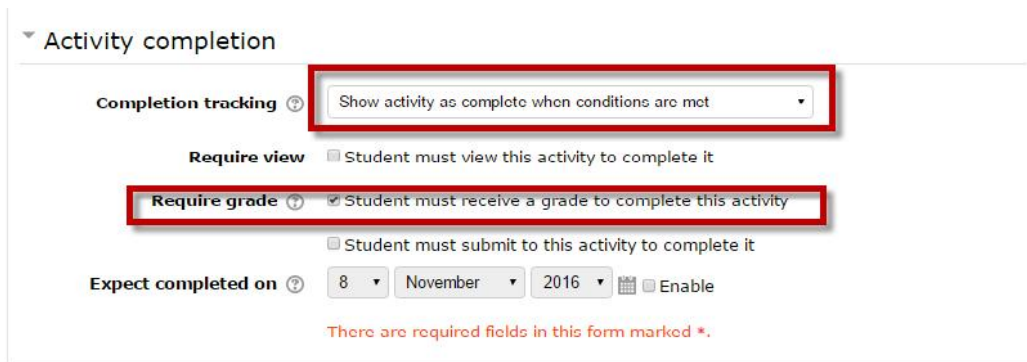 Activity completion
Completion tracking Show activity as complete when conditions are met
Require view Student must view this activity to complete it
Require grade Student must receive a grade to complete this activity
Student must submit to this activity to complete it
Expect completed on 8 November 2016 Enable
There are required fields in this form marked *.